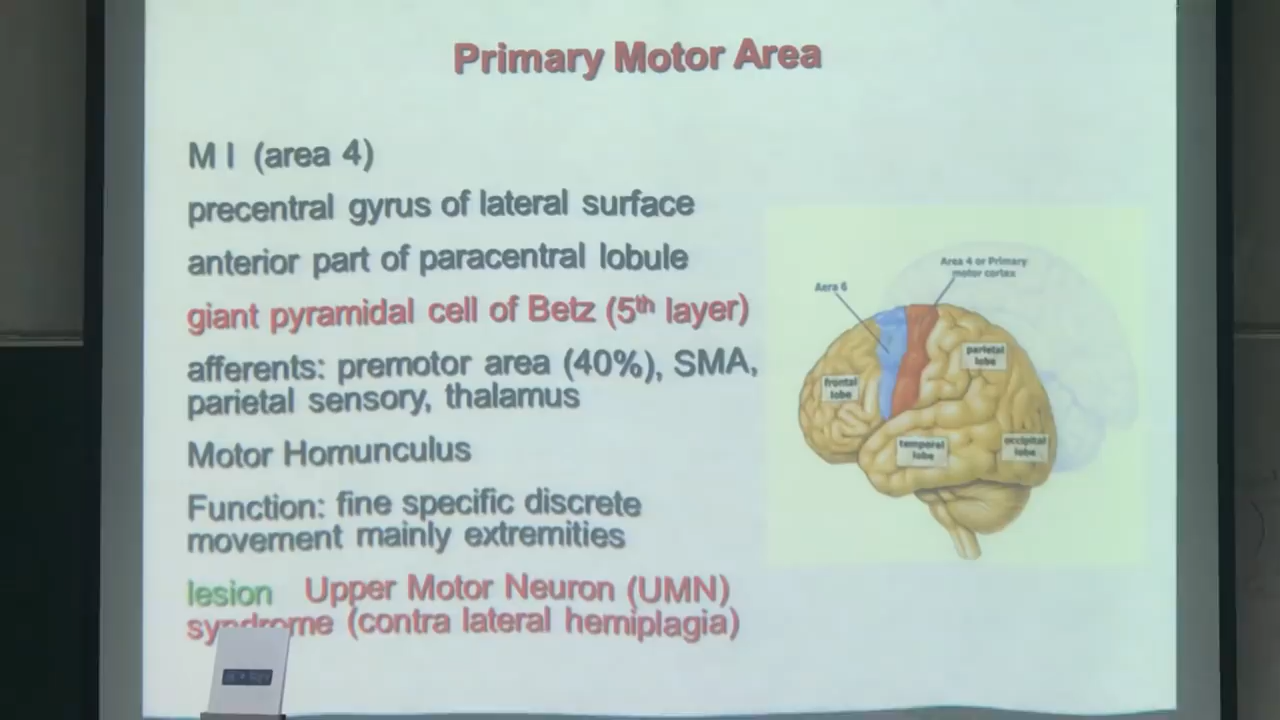 Primary Motor Area
M I (area 4)
precentral gyrus of lateral surface
anterior part of paracentral lobule
giant pyramidal cell of Betz (5th layer)
afferents: premotor area (40%), SMA,
parietal sensory, thalamus
Motor Homunculus
Function: fine specific discrete
movement mainly extremities
lesion Upper Motor Neuron (UMN)
syndrome (contra lateral hemiplagia)
Aera 6
Area 4 or Primary
motor cortex
parietal
lobe
frontal
lobe
temporal
lobe
occipital
lobe